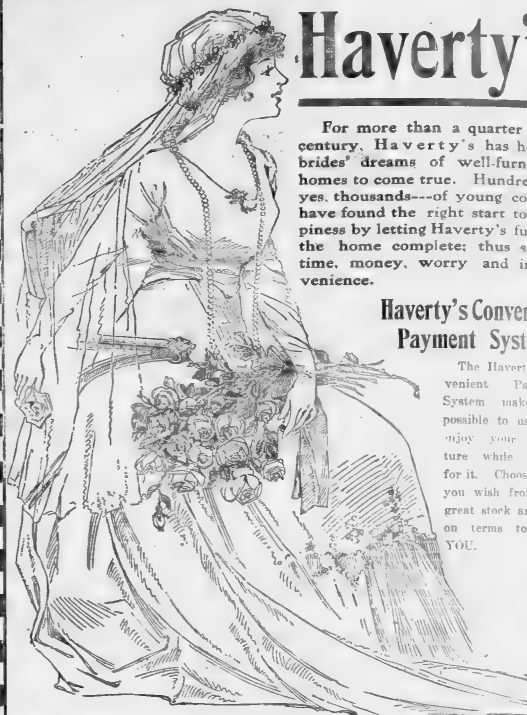 Haverty'
For more than a quarter
century, Haverty's has h
brides' dreams of well-furn
homes to come true. Hundre
yes, thousands---of young co
have found the right start to
piness by letting Haverty's fu
the home complete; thus s
time, money, worry and in
venience.
Haverty's Conver
Payment Syst
The Havert
venient Pa
System mak
possible to us
enjoy your
ture while
for it. Choos
you wish fro
great stock an
on terms to
YOU.